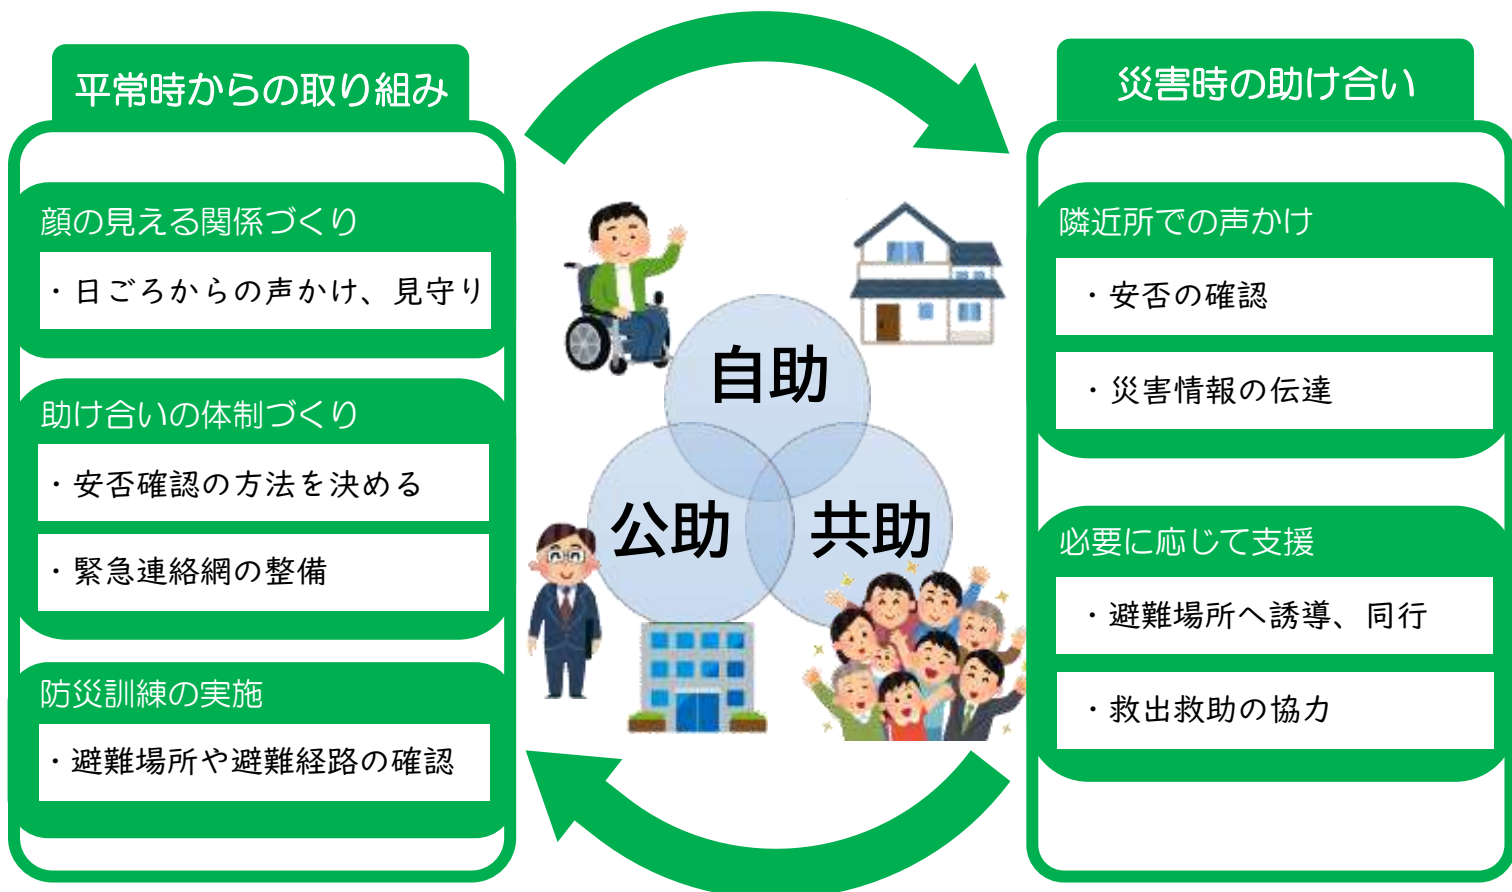 平常時からの取り組み
顔の見える関係づくり
・日ごろからの声かけ、見守り
助け合いの体制づくり
・安否確認の方法を決める
・緊急連絡網の整備
防災訓練の実施
・避難場所や避難経路の確認
自助
公助
共助
災害時の助け合い
隣近所での声かけ
・安否の確認
・災害情報の伝達
必要に応じて支援
・避難場所へ誘導、同行
・救出救助の協力